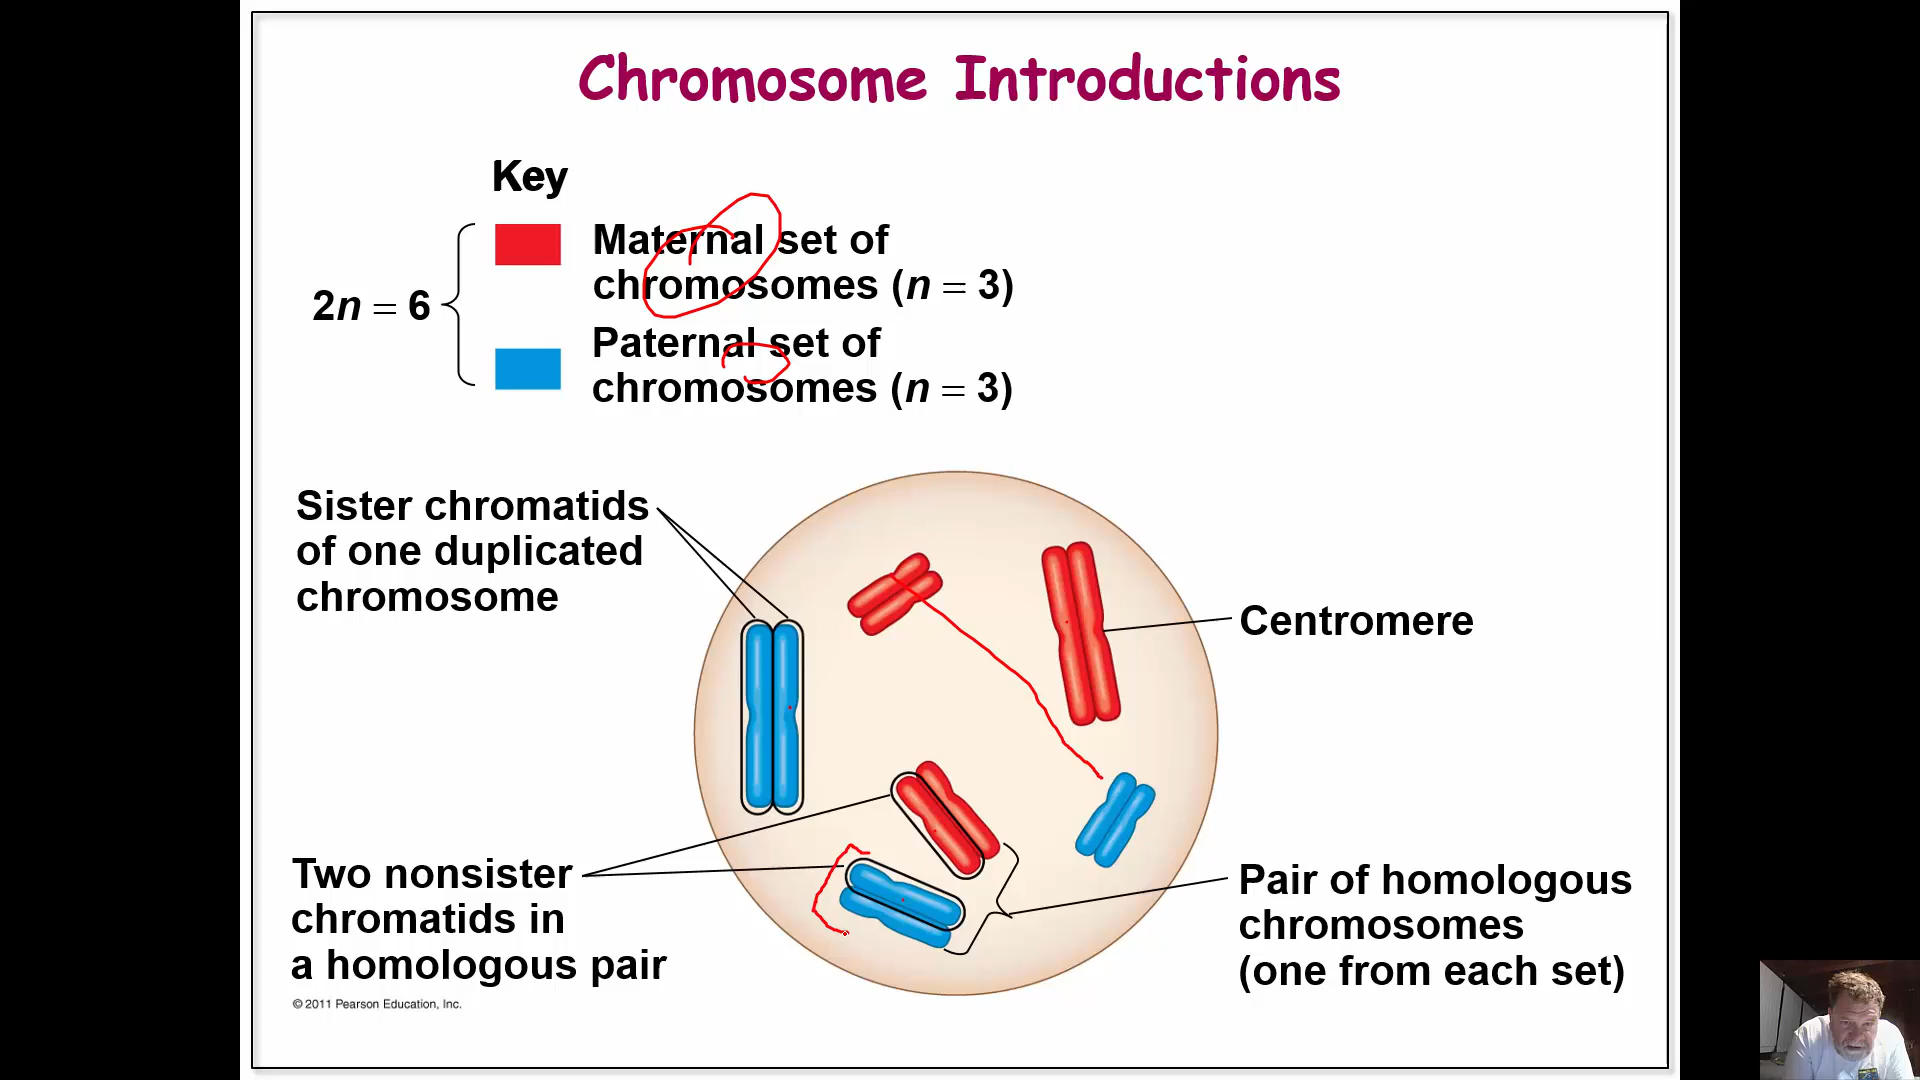 Chromosome Introductions
Key
Maternal set of
chromosomes (n = 3)
2n = 6
Paternal set of
chromosomes (n = 3)
Sister chromatids
of one duplicated
chromosome
Centromere
Two nonsister
chromatids in
a homologous pair
Pair of homologous
chromosomes
(one from each set)
© 2011 Pearson Education, Inc.